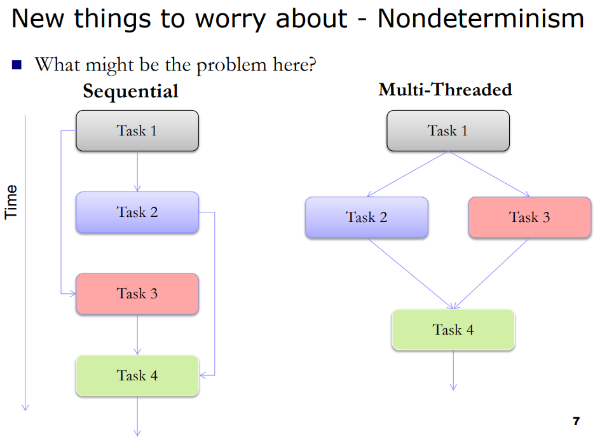 New things to worry about - Nondeterminism
What might be the problem here?
Sequential
Time
Task 1
Task 2
Task 3
Task 4
Multi-Threaded
Task 1
Task 2
Task 3
Task 4
7